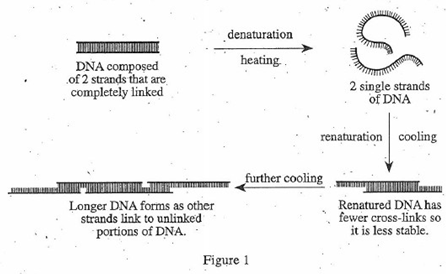 denaturation
heating.
DNA composed
of 2 strands that are
completely linked
2 single strands
of DNA
renaturation
cooling
further cooling
Longer DNA forms as other
strands link to unlinked
portions of DNA.
Renatured DNA has
fewer cross-links so
it is less stable.
Figure 1